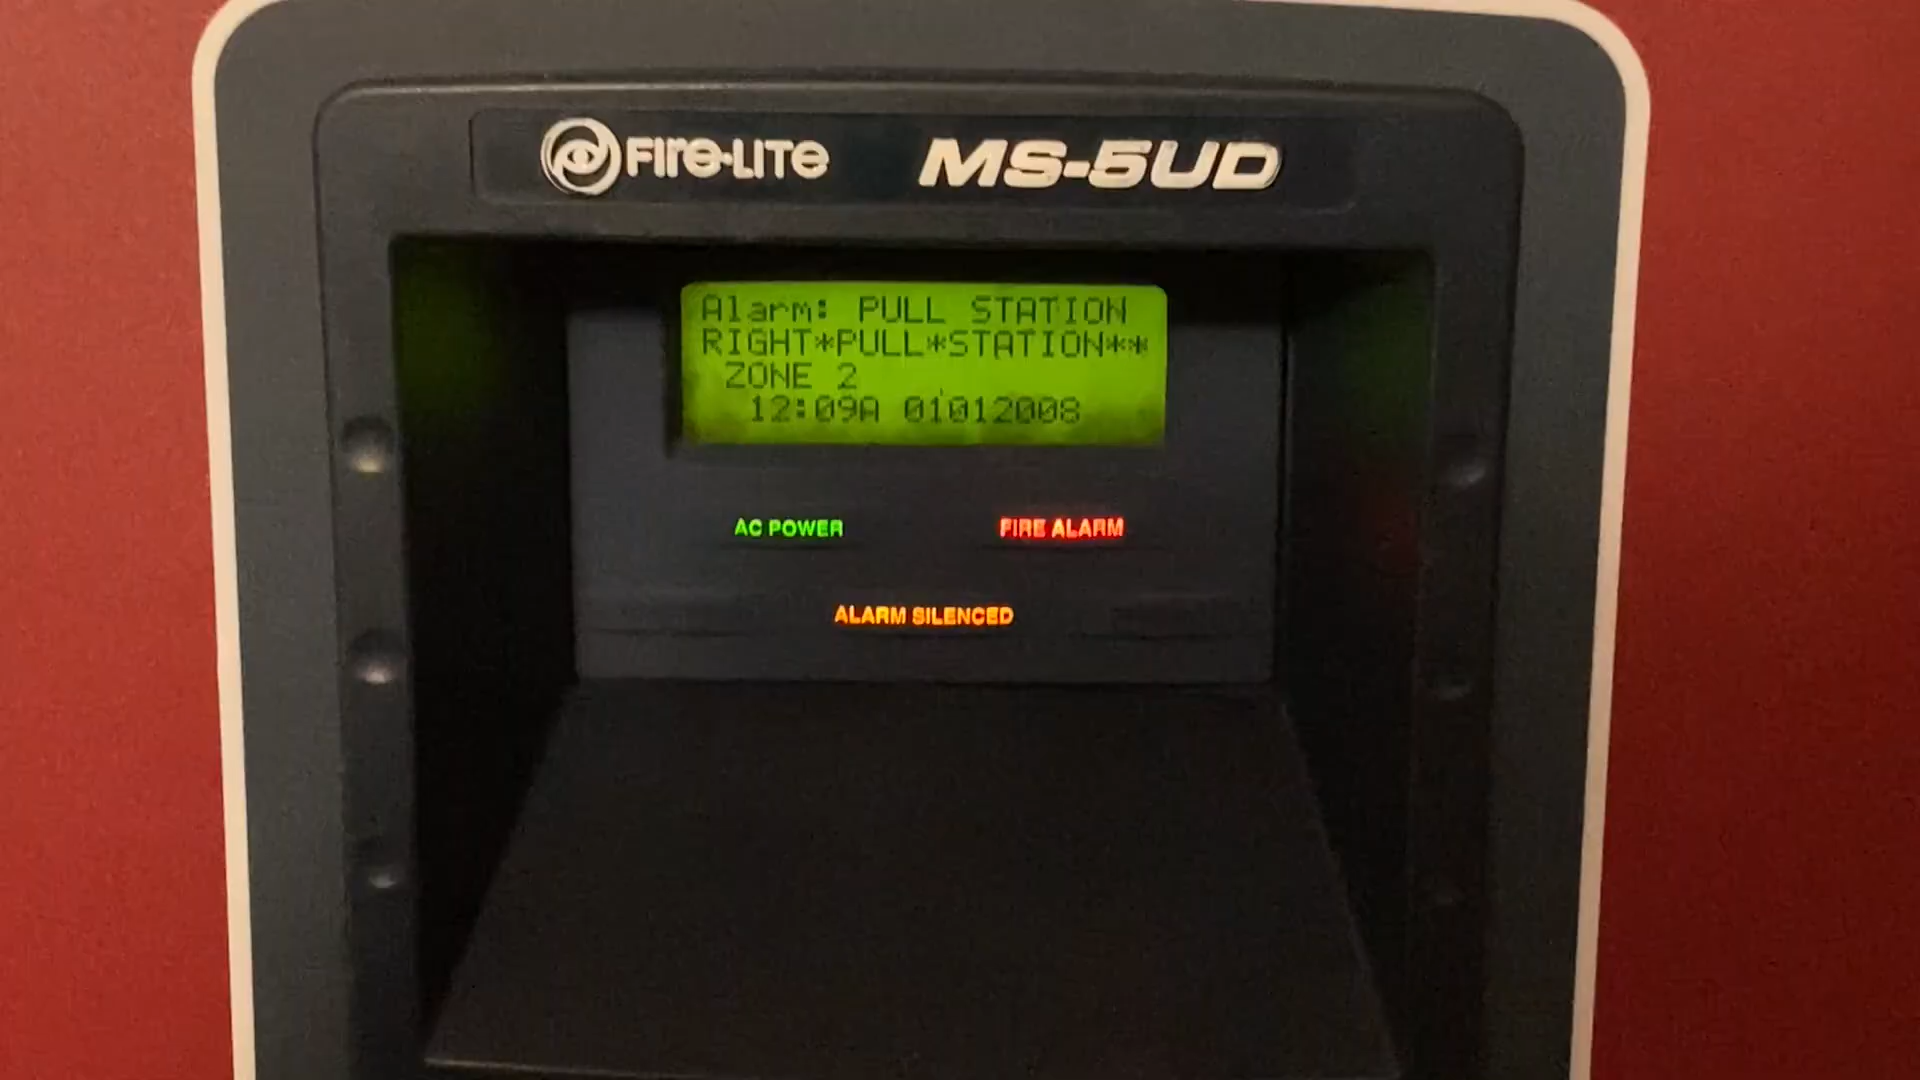 FIRE-LITE MS-5UD
Alarm: PULL STATION
RIGHT*PULL*STATION**
ZONE 2
12:09A 01012008
AC POWER FIRE ALARM
ALARM SILENCED